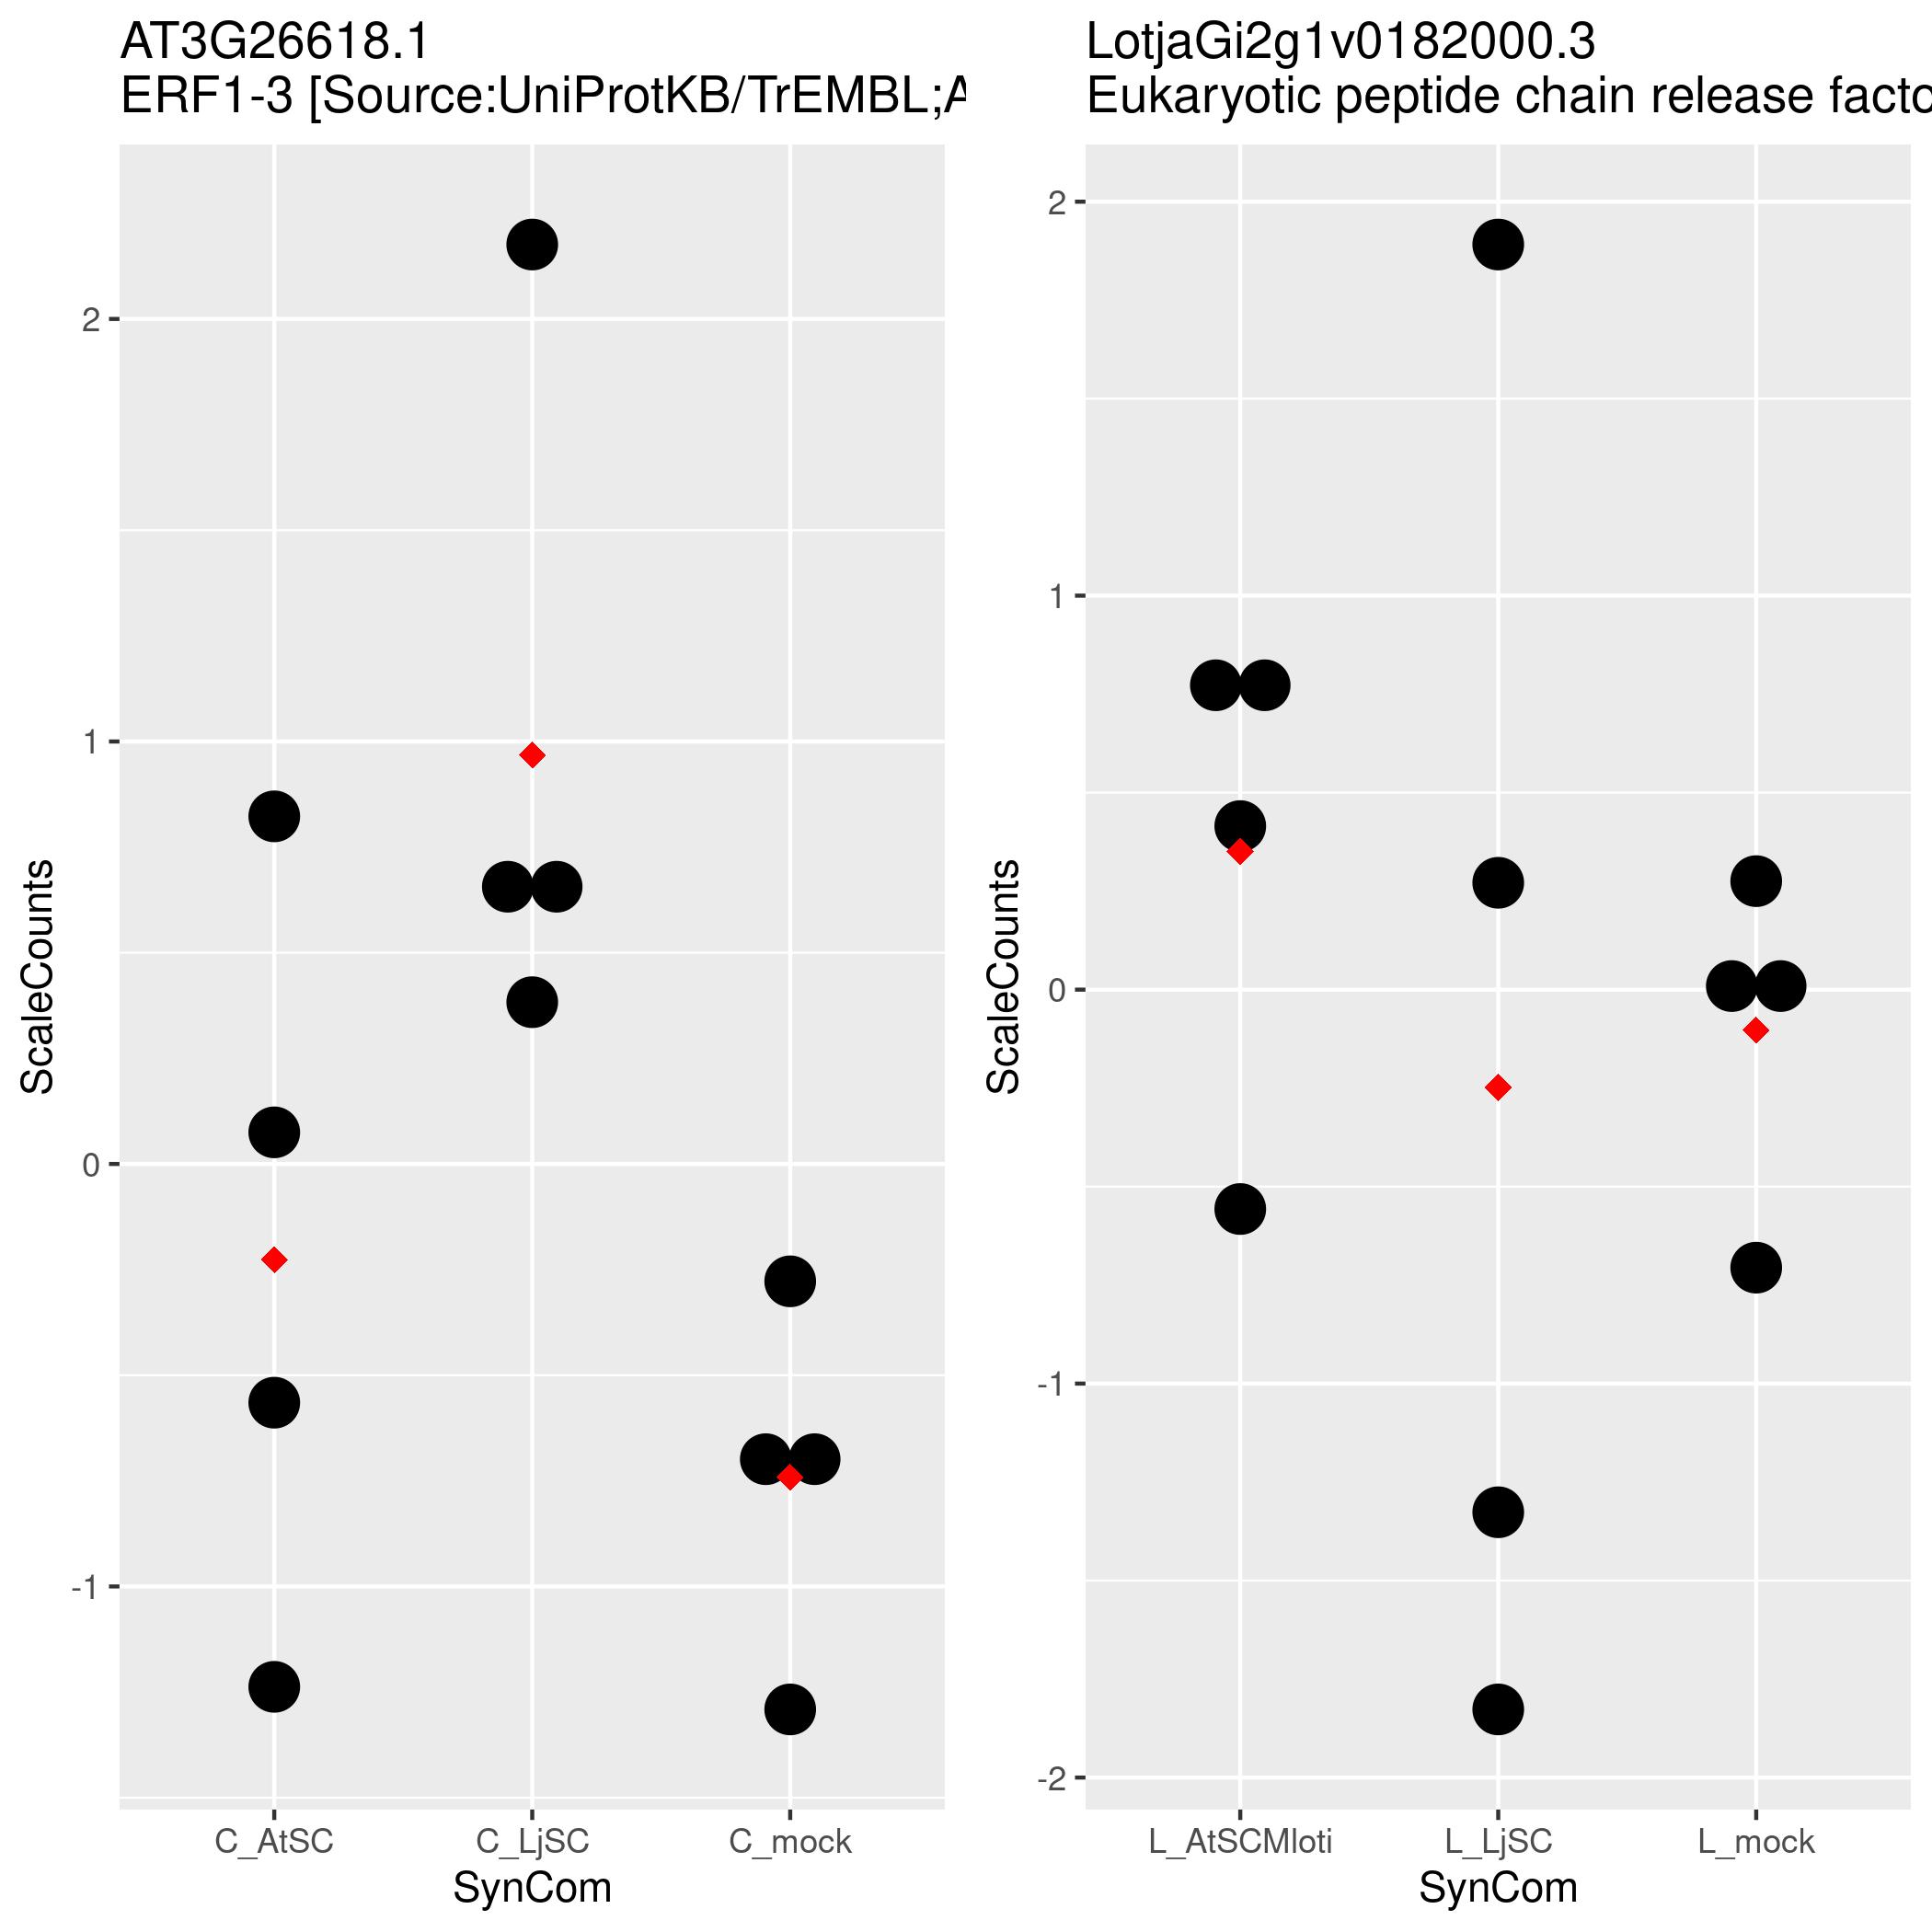 AT3G26618.1
ERF1-3 [Source:UniProtKB/TrEMBL;A
ScaleCounts
2
1
0
-1
C_AtSC
C_LjSC
C_mock
SynCom
LotjaGi2g1v0182000.3
Eukaryotic peptide chain release facto
ScaleCounts
2
1
0
-1
-2
L_AtSCMloti
L_LjSC
L_mock
SynCom